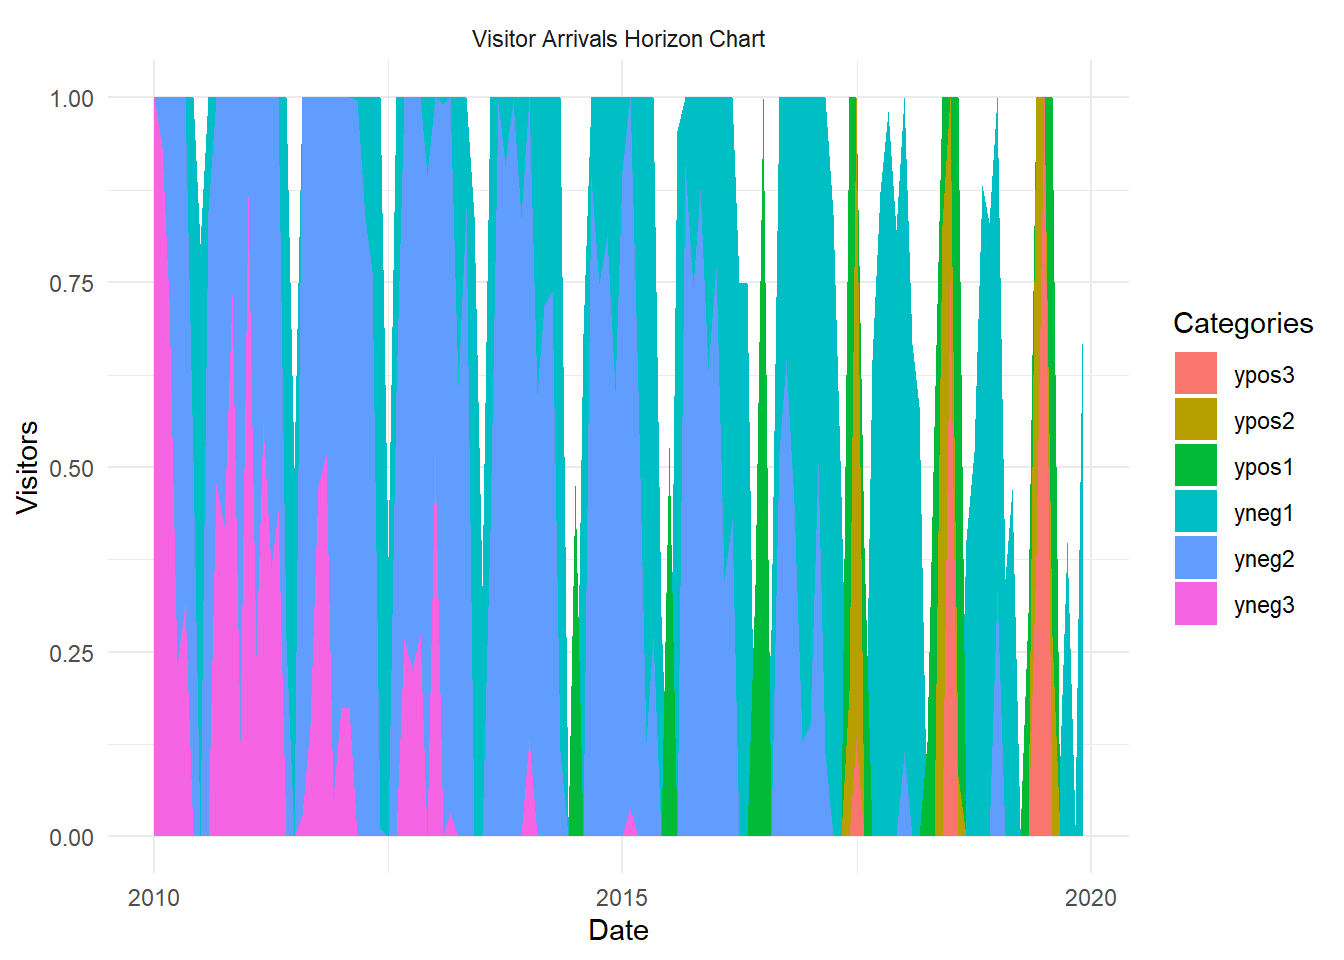 Visitor Arrivals Horizon Chart
1.00
0.75
0.50
0.25
0.00
Visitors
2010
2015
2020
Date
Categories
ypos3
ypos2
ypos1
yneg1
yneg2
yneg3